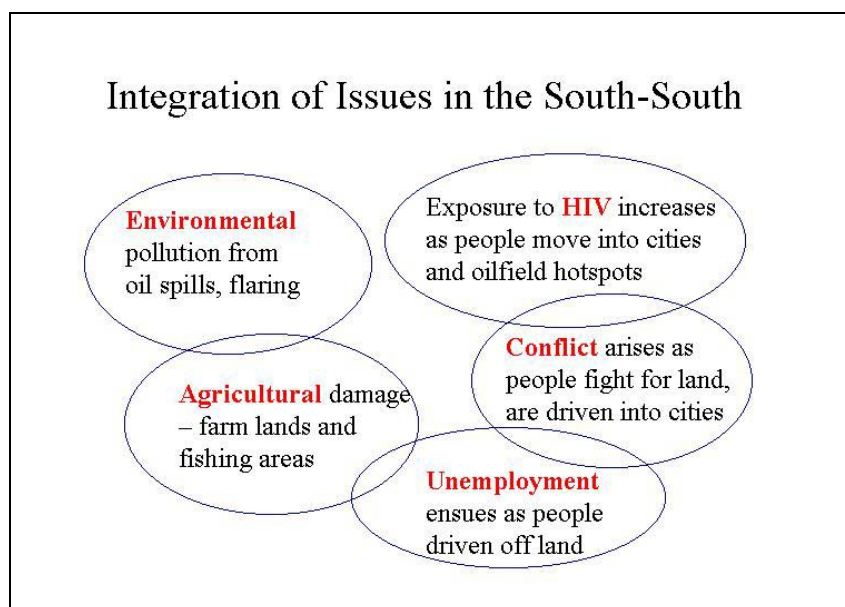 Integration of Issues in the South-South
Environmental
pollution from
oil spills, flaring
Exposure to HIV increases
as people move into cities
and oilfield hotspots
Agricultural damage
– farm lands and
fishing areas
Conflict arises as
people fight for land,
are driven into cities
Unemployment
ensues as people
driven off land